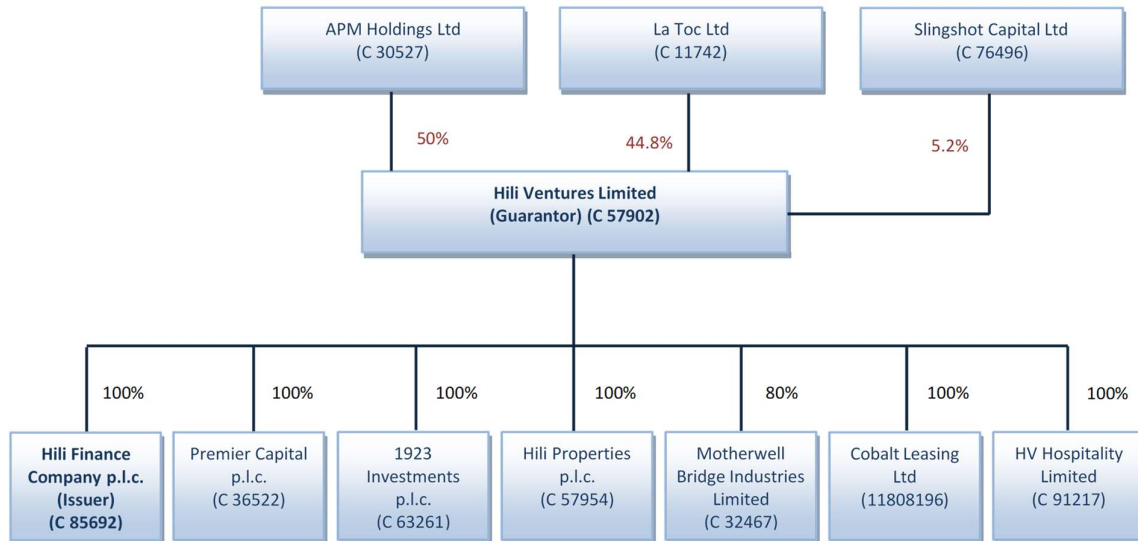 APM Holdings Ltd
(C 30527)
La Toc Ltd
(C 11742)
Slingshot Capital Ltd
(C 76496)
50%
44.8%
5.2%
Hili Ventures Limited
(Guarantor) (C 57902)
100%
100%
100%
100%
80%
100%
100%
Hili Finance
Company p.l.c.
(Issuer)
(C 85692)
Premier Capital
p.l.c.
(C 36522)
1923
Investments
p.l.c.
(C 63261)
Hili Properties
p.l.c.
(C 57954)
Motherwell
Bridge Industries
Limited
(C 32467)
Cobalt Leasing
Ltd
(11808196)
HV Hospitality
Limited
(C 91217)